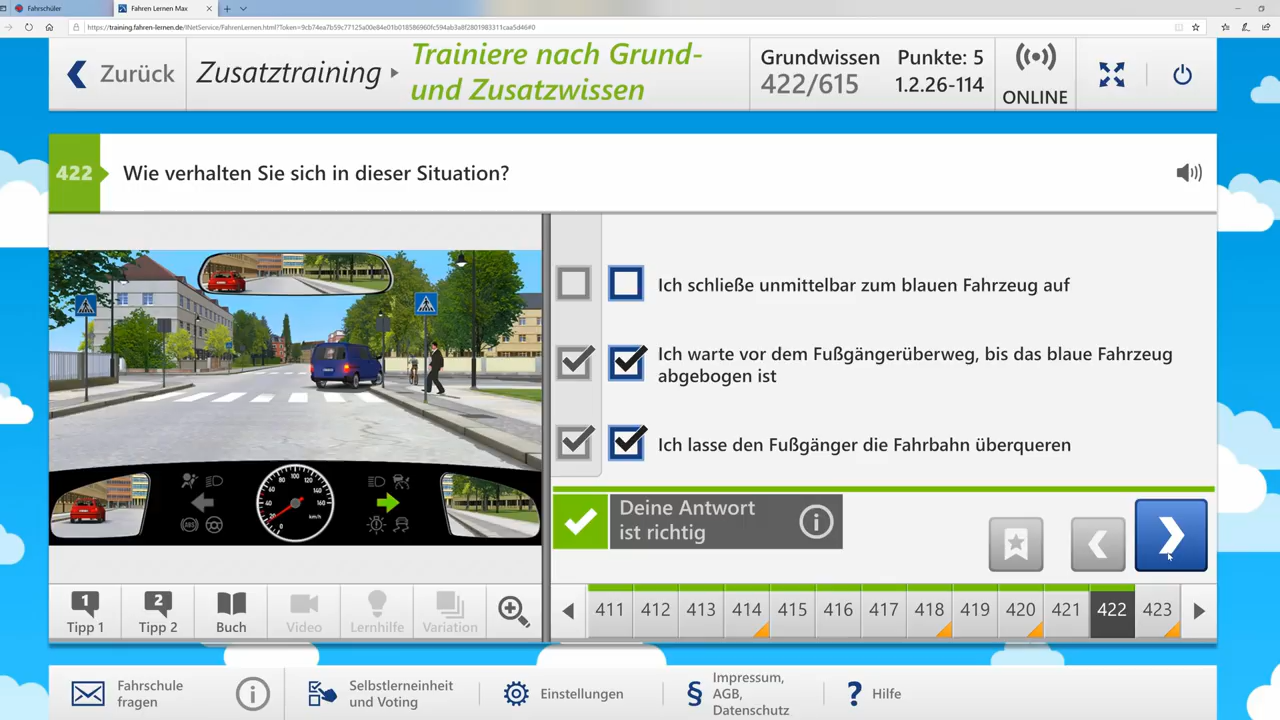 Fahrschüler
Fahren Lernen Max
Zurück
Zusatztraining
Trainiere nach Grund-
und Zusatzwissen
Grundwissen
422/615
Punkte: 5
1.2.26-114
ONLINE
422
Wie verhalten Sie sich in dieser Situation?
Ich schließe unmittelbar zum blauen Fahrzeug auf
Ich warte vor dem Fußgängerüberweg, bis das blaue Fahrzeug
abgebogen ist
Ich lasse den Fußgänger die Fahrbahn überqueren
Deine Antwort
ist richtig
Tipp 1
Tipp 2
Buch
Video
Lernhilfe
Variation
411 412 413 414 415 416 417 418 419 420 421 422 423
Fahrschule
fragen
Selbstlerneinheit
und Voting
Einstellungen
Impressum,
AGB,
Datenschutz
Hilfe